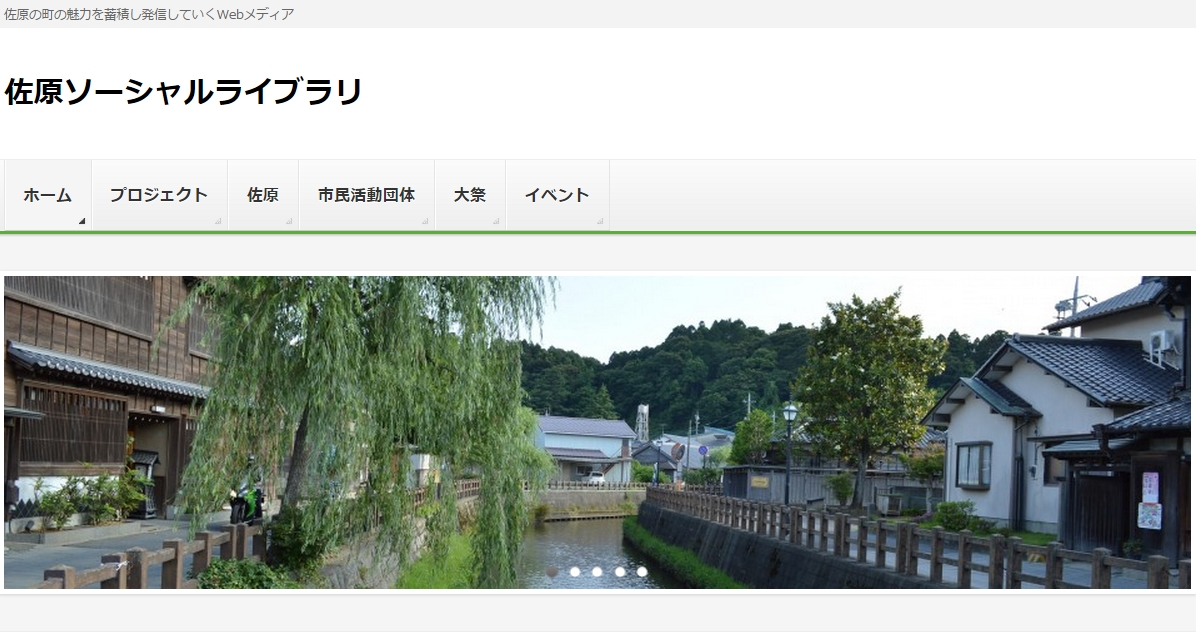 佐原の町の魅力を蓄積し発信していくWebメディア
佐原ソーシャルライブラリ
ホーム
プロジェクト
佐原
市民活動団体
大祭
イベント